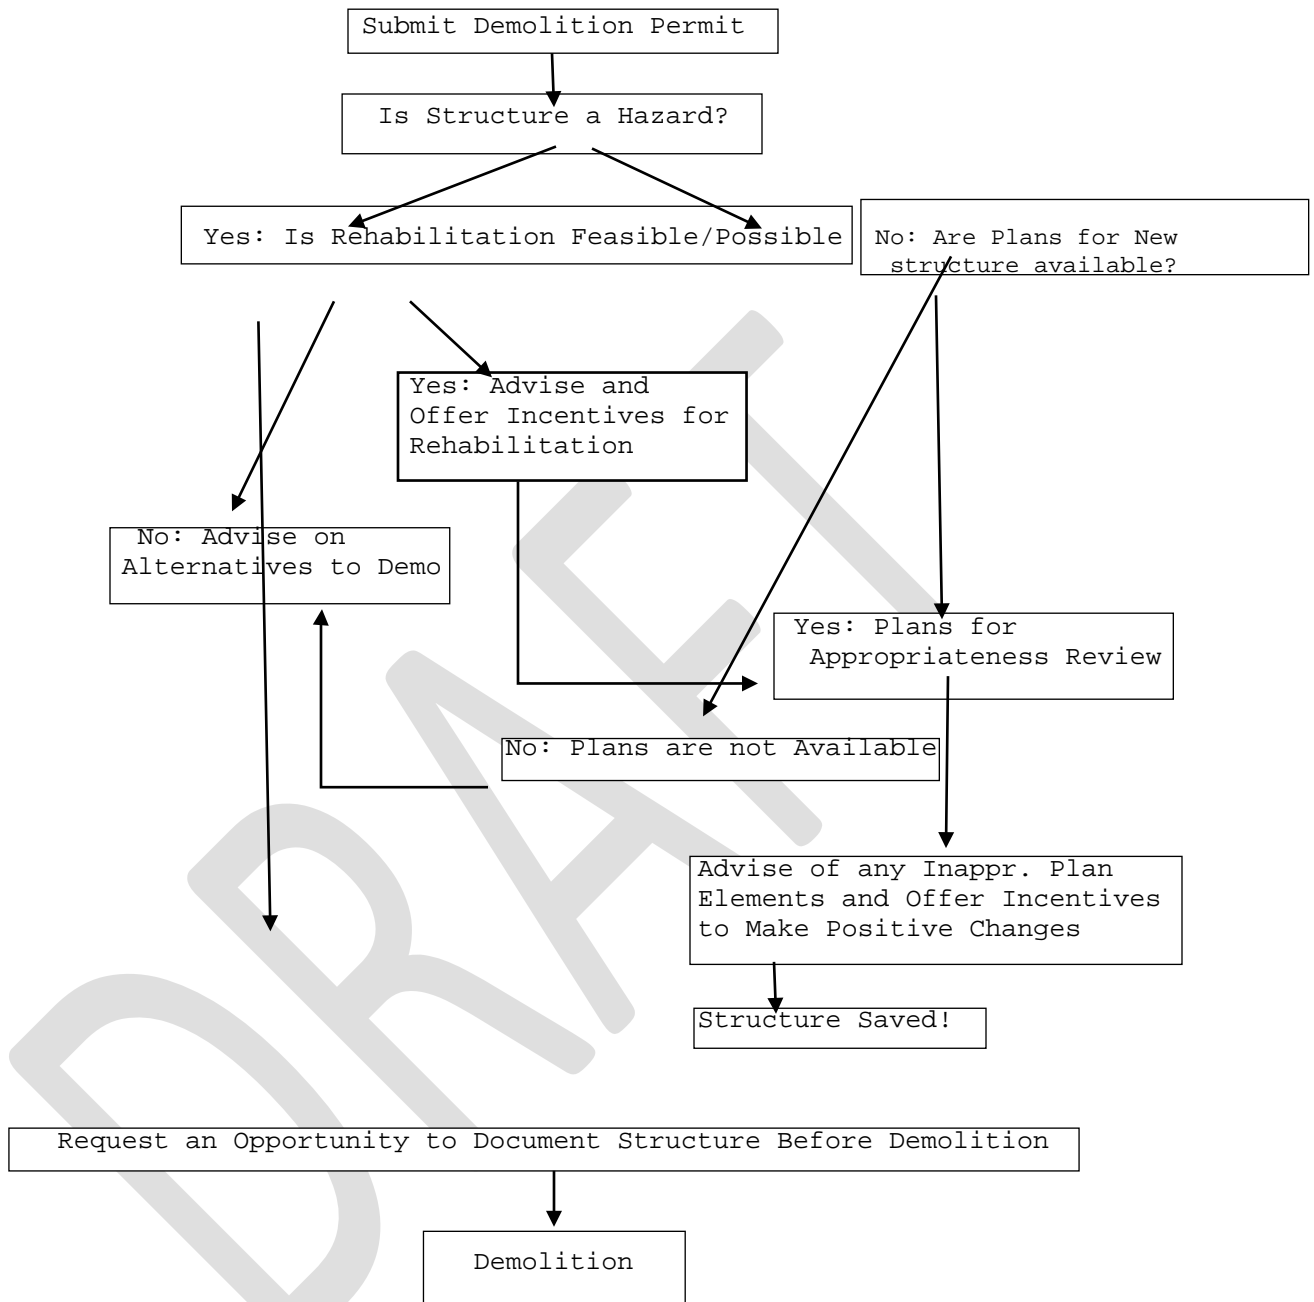 Submit Demolition Permit
Is Structure a Hazard?
Yes: Is Rehabilitation Feasible/Possible
No: Are Plans for New
structure available?
Yes: Advise and
Offer Incentives for
Rehabilitation
No: Advise on
Alternatives to Demo
Yes: Plans for
Appropriateness Review
No: Plans are not Available
Advise of any Inappr. Plan
Elements and Offer Incentives
to Make Positive Changes
Structure Saved!
Request an Opportunity to Document Structure Before Demolition
Demolition
DRAFT